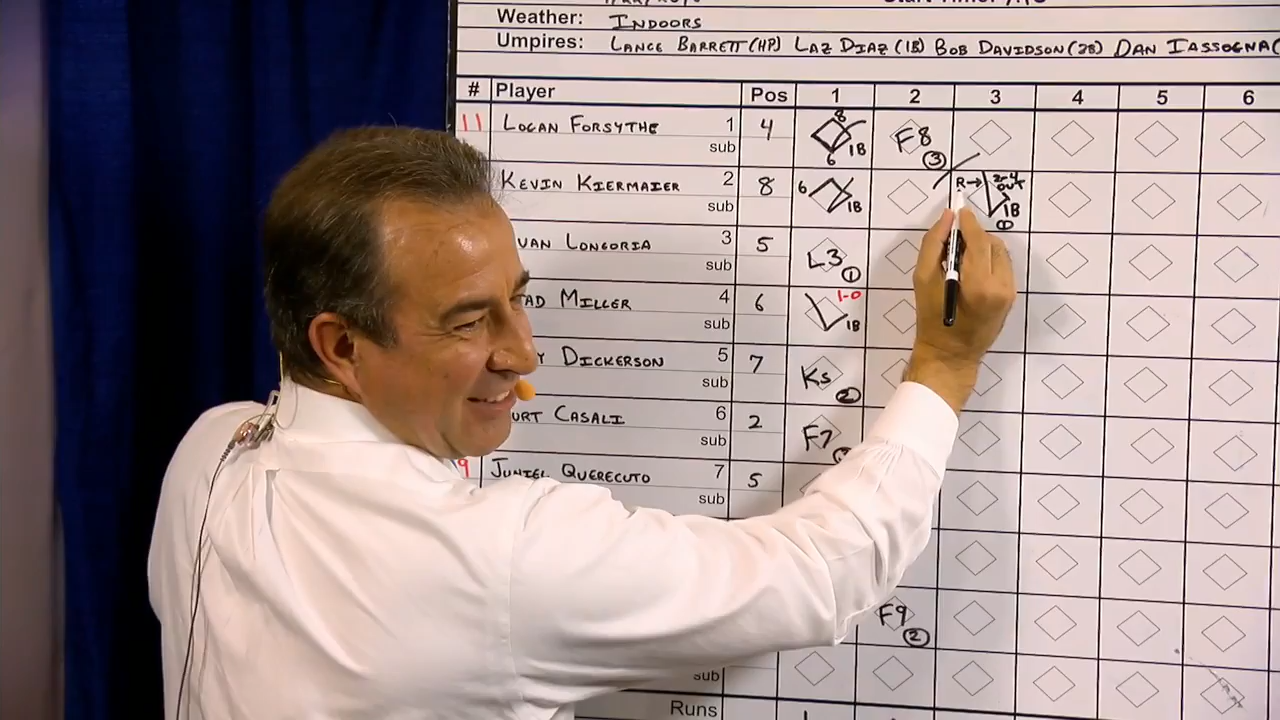 Weather: INDOORS
Umpires: LANCE BARRETT (HP) LAZ DIAZ (1B) BOB DAVIDSON (2B) DAN IASSOGNA (
# Player Pos 1 2 3 4 5 6
11 LOGAN FORSYTHE 1 4 8 6 1B F8 3
sub
KEVIN KIERMAIER 2 8 6 1B R→ 2-4 OUT 1B 1
sub
VAN LONGORIA 3 5 L3 1
sub
AD MILLER 4 6 1-0 1B
sub
Y DICKERSON 5 7 Ks 2
sub
URT CASALI 6 2 F7
sub
9 JUNIEL QUERECUTO 7 5
sub
F9 2
sub
Runs